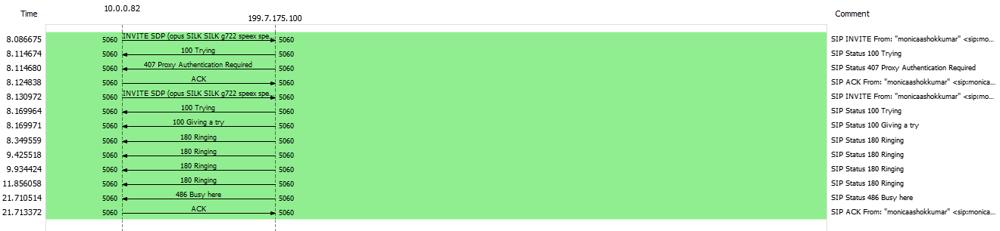 Time 10.0.0.82 199.7.175.100 Comment
8.086675 5060 INVITE SDP (opus SILK SILK g722 speex spe... 5060 SIP INVITE From: "monicaashokkumar" <sip:mo...
8.114674 5060 100 Trying 5060 SIP Status 100 Trying
8.114680 5060 407 Proxy Authentication Required 5060 SIP Status 407 Proxy Authentication Required
8.124838 5060 ACK 5060 SIP ACK From: "monicaashokkumar" <sip:monica...
8.130972 5060 INVITE SDP (opus SILK SILK g722 speex spe... 5060 SIP INVITE From: "monicaashokkumar" <sip:mo...
8.169964 5060 100 Trying 5060 SIP Status 100 Trying
8.169971 5060 100 Giving a try 5060 SIP Status 100 Giving a try
8.349559 5060 180 Ringing 5060 SIP Status 180 Ringing
9.425518 5060 180 Ringing 5060 SIP Status 180 Ringing
9.934424 5060 180 Ringing 5060 SIP Status 180 Ringing
11.856058 5060 180 Ringing 5060 SIP Status 180 Ringing
21.710514 5060 486 Busy here 5060 SIP Status 486 Busy here
21.713372 5060 ACK 5060 SIP ACK From: "monicaashokkumar" <sip:monica...